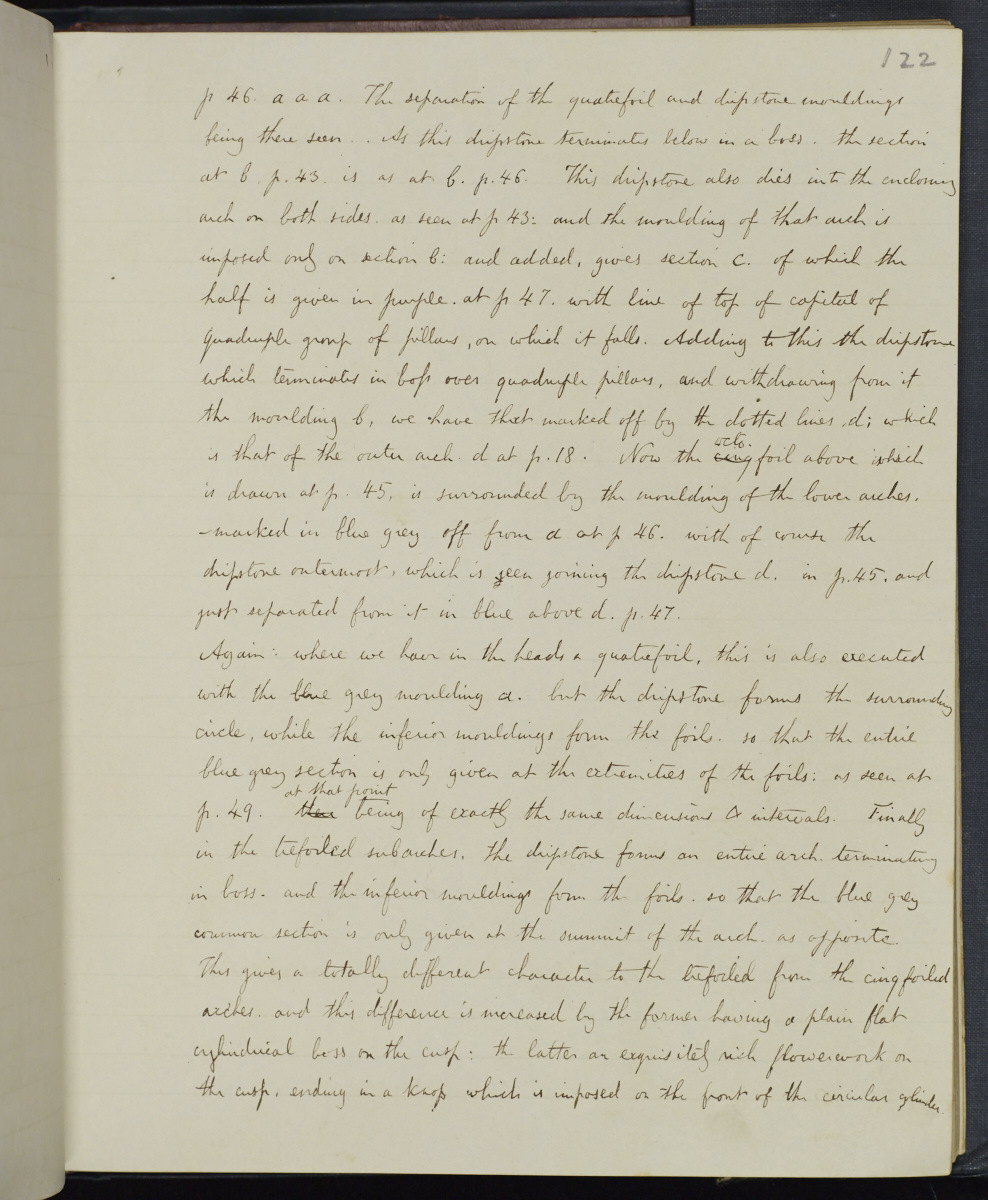 122
p 46. a a a. The separation of the quatrefoil and dripstone mouldings
being there seen .. As this dripstone terminates below in a boss. the section
at b p. 43. is as at b. p. 46. This dripstone also dies into the enclosing
arch on both sides. as seen at p 43: and the moulding of that arch is
imposed only on section b: and added, gives section c. of which the
half is given in purple. at p 47. with line of top of capital of
quadruple group of pillars, on which it falls. Adding to this the dripstone
which terminates in boss over quadruple pillars, and withdrawing from it
the moulding b, we have that marked off by the dotted lines, d; which
is that of the outer arch. d at p. 18. Now the cinq octo. foil above which
is drawn at p. 45, is surrounded by the moulding of the lower arches.
- marked in blue grey off from a at p 46. with of course the
dripstone outermost, which is seen joining the dripstone d. in p. 45. and
just separated from it in blue above d. p. 47.
Again: where we have in the heads a quatrefoil, this is also executed
with the blue grey moulding a. but the dripstone forms the surrounding
circle, while the inferior mouldings form the foils. so that the entire
blue grey section is only given at the extremities of the foils: as seen at
p. 49. at that point being of exactly the same dimensions & intervals. Finally
in the trefoiled subarches, the dripstone forms an entire arch. terminating
in boss. and the inferior mouldings form the foils. so that the blue grey
common section is only given at the summit of the arch. as opposite.
This gives a totally different character to the trefoiled from the cinqfoiled
arches. and this difference is increased by the former having a plain flat
cylindrical boss on the cusp: the latter an exquisitely rich flowerwork on
the cusp, ending in a knop which is imposed on the front of the circular cylinder.